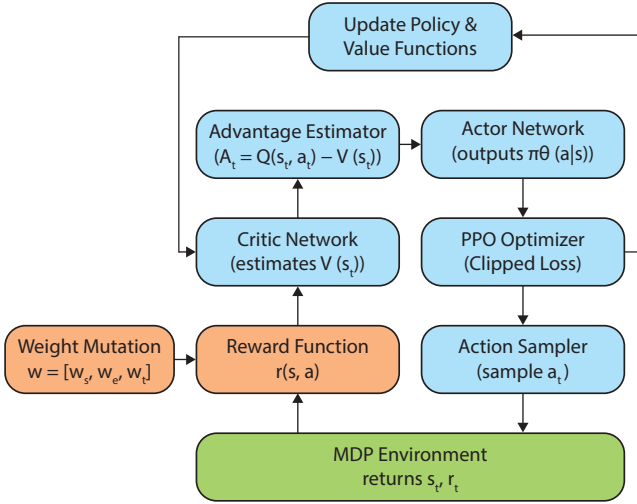 Update Policy &
Value Functions
Advantage Estimator
(Aₜ = Q(sₜ, aₜ) – V (sₜ))
Actor Network
(outputs πθ (a|s))
Critic Network
(estimates V (sₜ))
PPO Optimizer
(Clipped Loss)
Weight Mutation
w = [wₛ, wₑ, wₜ]
Reward Function
r(s, a)
Action Sampler
(sample aₜ)
MDP Environment
returns sₜ, rₜ